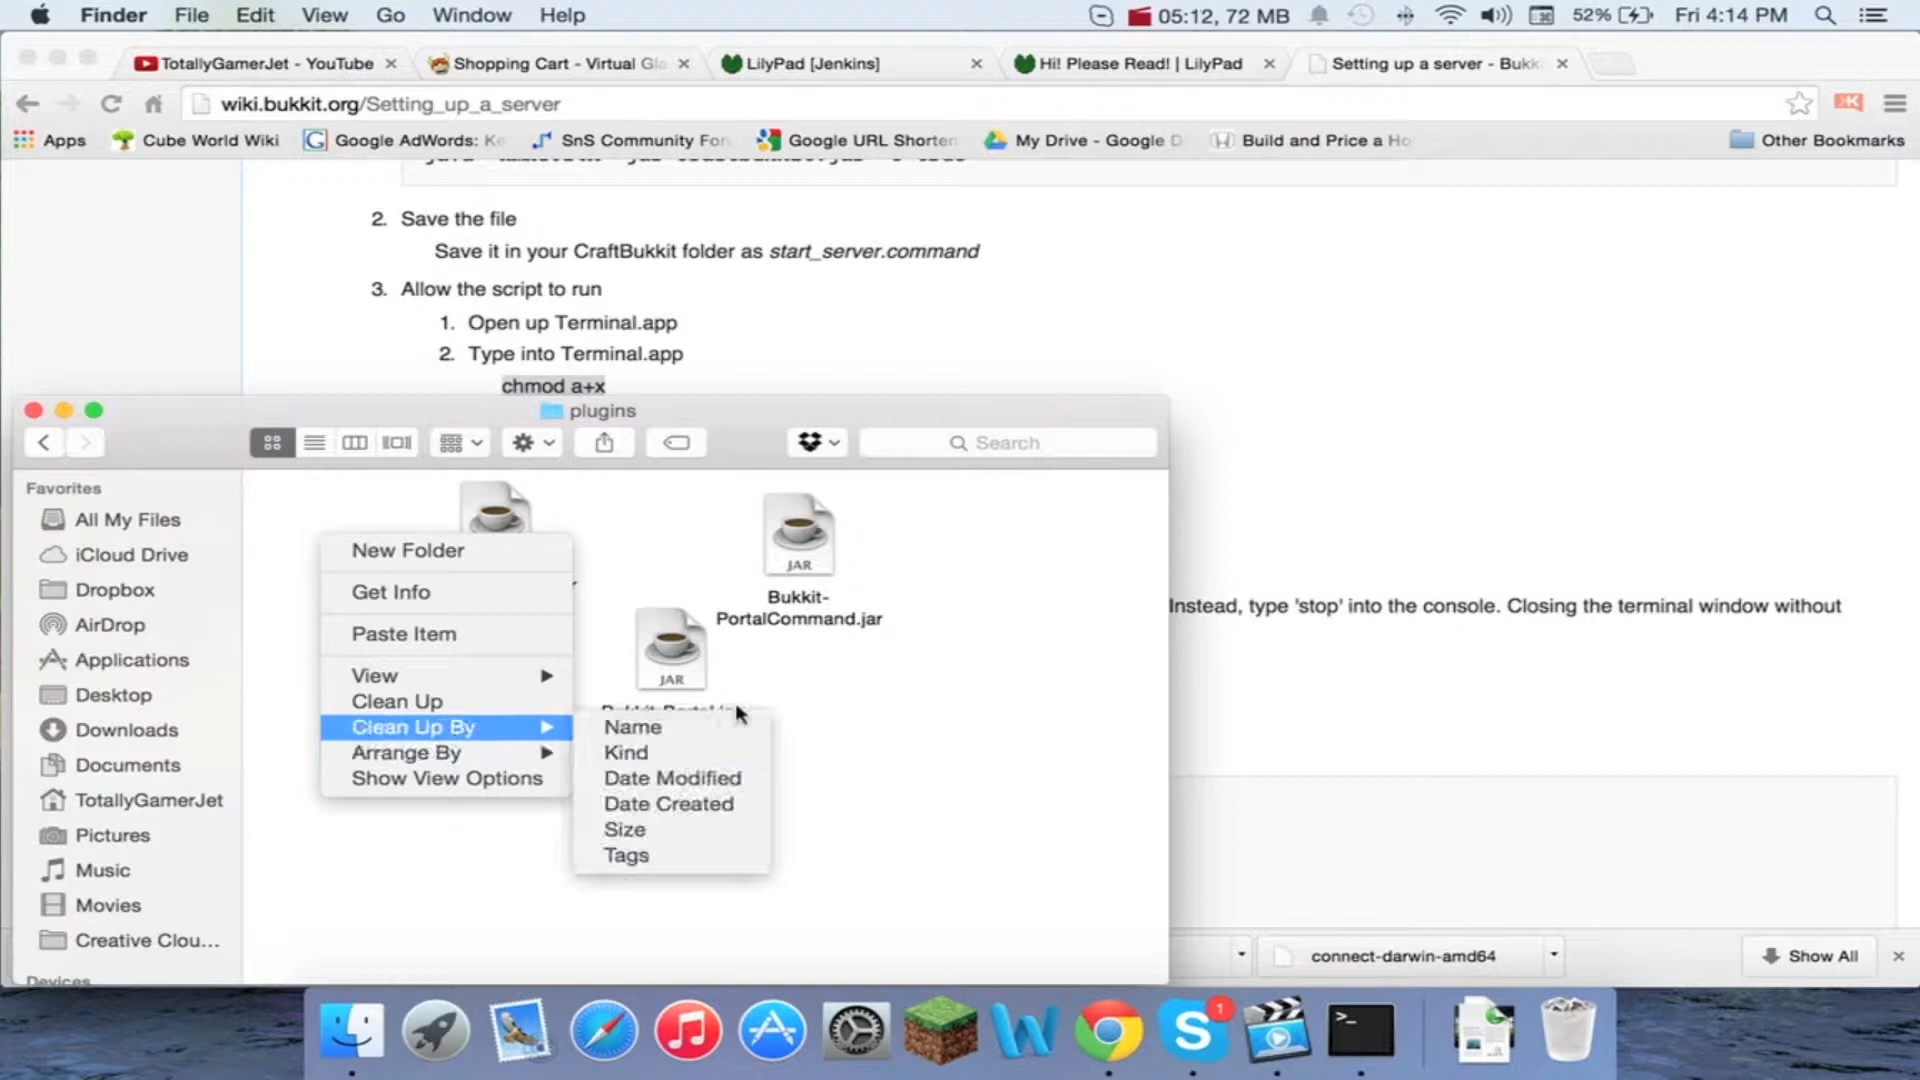 Finder File Edit View Go Window Help 05:12, 72 MB 52% Fri 4:14 PM
TotallyGamerJet - YouTube Shopping Cart - Virtual Gla LilyPad [Jenkins] Hi! Please Read! | LilyPad Setting up a server - Bukk
wiki.bukkit.org/Setting_up_a_server
Apps Cube World Wiki Google AdWords: Ke SnS Community For Google URL Shorten My Drive - Google D Build and Price a Ho Other Bookmarks
2. Save the file
Save it in your CraftBukkit folder as start_server.command
3. Allow the script to run
1. Open up Terminal.app
2. Type into Terminal.app
chmod a+x
plugins
Search
Favorites
All My Files
iCloud Drive
Dropbox
AirDrop
Applications
Desktop
Downloads
Documents
TotallyGamerJet
Pictures
Music
Movies
Creative Clou...
Devices
JAR
Bukkit-
PortalCommand.jar
JAR
New Folder
Get Info
Paste Item
View
Clean Up
Clean Up By
Arrange By
Show View Options
Name
Kind
Date Modified
Date Created
Size
Tags
Instead, type 'stop' into the console. Closing the terminal window without
connect-darwin-amd64 Show All
W S 1 >_